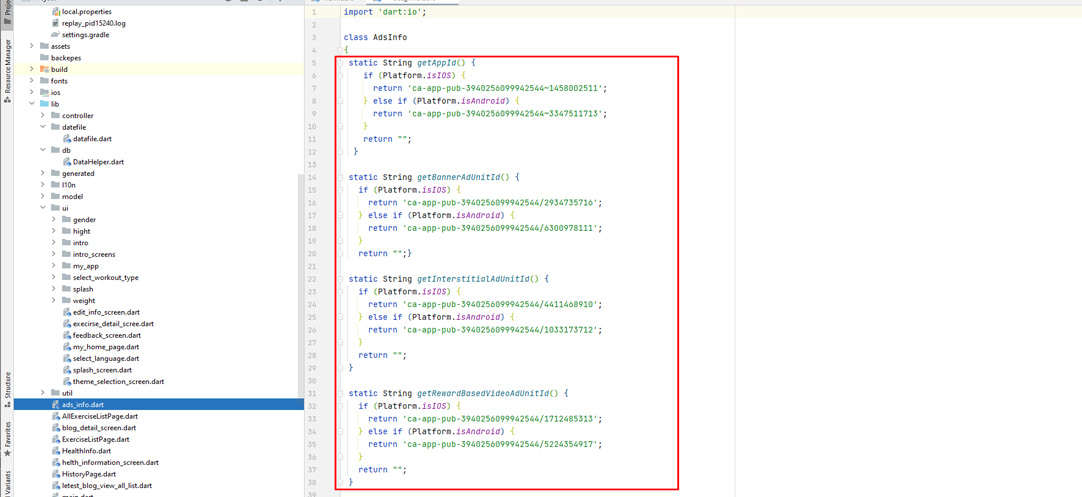 Project
Resource Manager
Structure
Favorites
Variants
local.properties
replay_pid15240.log
settings.gradle
assets
backepes
build
fonts
ios
lib
controller
datefile
datafile.dart
db
DataHelper.dart
generated
l10n
model
ui
gender
hight
intro
intro_screens
my_app
select_workout_type
splash
weight
edit_info_screen.dart
execirse_detail_scree.dart
feedback_screen.dart
my_home_page.dart
select_language.dart
splash_screen.dart
theme_selection_screen.dart
util
ads_info.dart
AllExerciseListPage.dart
blog_detail_screen.dart
ExerciseListPage.dart
HealthInfo.dart
helth_information_screen.dart
HistoryPage.dart
letest_blog_view_all_list.dart
main.dart
1 import 'dart:io';
2
3 class AdsInfo
4 {
5 static String getAppId() {
6 if (Platform.isIOS) {
7 return 'ca-app-pub-3940256099942544~1458002511';
8 } else if (Platform.isAndroid) {
9 return 'ca-app-pub-3940256099942544~3347511713';
10 }
11 return "";
12 }
13
14 static String getBannerAdUnitId() {
15 if (Platform.isIOS) {
16 return 'ca-app-pub-3940256099942544/2934735716';
17 } else if (Platform.isAndroid) {
18 return 'ca-app-pub-3940256099942544/6300978111';
19 }
20 return "";}
21
22 static String getInterstitialAdUnitId() {
23 if (Platform.isIOS) {
24 return 'ca-app-pub-3940256099942544/4411468910';
25 } else if (Platform.isAndroid) {
26 return 'ca-app-pub-3940256099942544/1033173712';
27 }
28 return "";
29 }
30
31 static String getRewardBasedVideoAdUnitId() {
32 if (Platform.isIOS) {
33 return 'ca-app-pub-3940256099942544/1712485313';
34 } else if (Platform.isAndroid) {
35 return 'ca-app-pub-3940256099942544/5224354917';
36 }
37 return "";
38 }
39